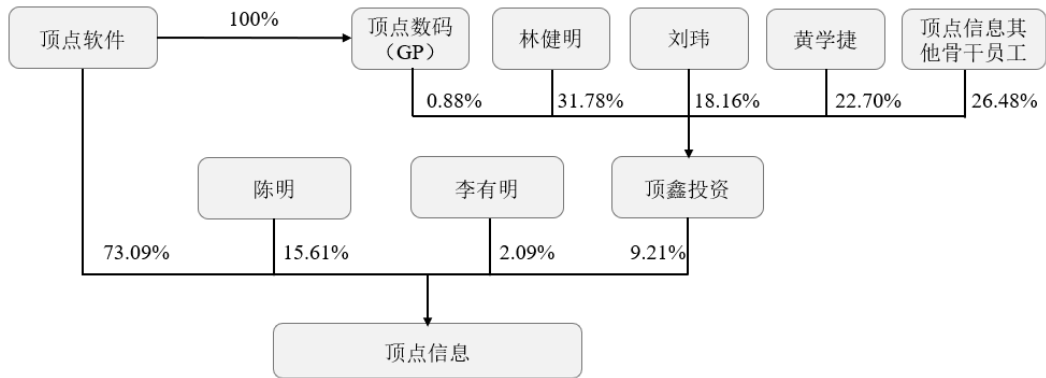 100%
顶点软件
顶点数码
（GP）
林健明
刘玮
黄学捷
顶点信息其
他骨干员工
0.88%
31.78%
18.16%
22.70%
26.48%
陈明
李有明
顶鑫投资
73.09%
15.61%
2.09%
9.21%
顶点信息